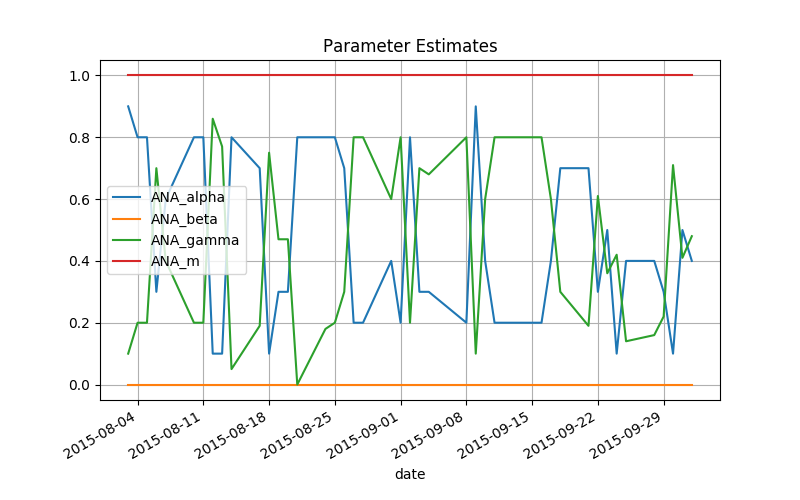 Parameter Estimates
1.0
0.8
0.6
0.4
0.2
0.0
ANA_alpha
ANA_beta
ANA_gamma
ANA_m
2015-08-04
2015-08-11
2015-08-18
2015-08-25
2015-09-01
2015-09-08
2015-09-15
2015-09-22
2015-09-29
date